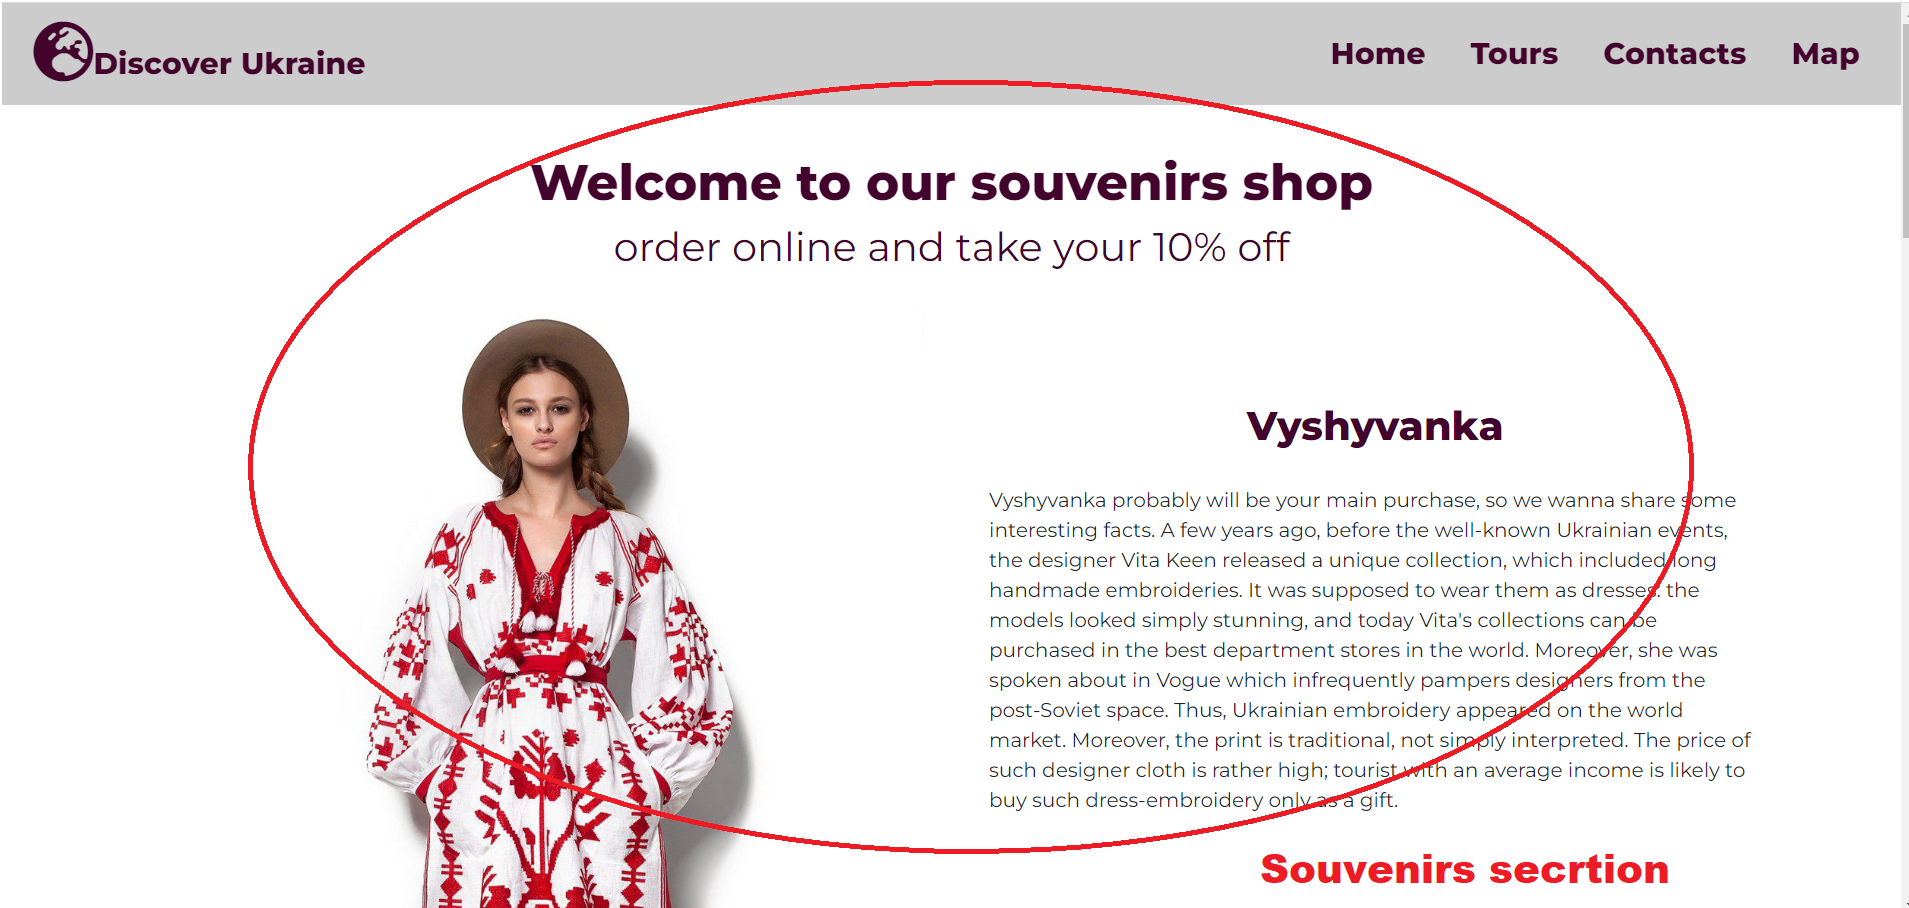 Discover Ukraine
Home Tours Contacts Map
Welcome to our souvenirs shop
order online and take your 10% off
Vyshyvanka
Vyshyvanka probably will be your main purchase, so we wanna share some
interesting facts. A few years ago, before the well-known Ukrainian events,
the designer Vita Keen released a unique collection, which included long
handmade embroideries. It was supposed to wear them as dresses: the
models looked simply stunning, and today Vita's collections can be
purchased in the best department stores in the world. Moreover, she was
spoken about in Vogue which infrequently pampers designers from the
post-Soviet space. Thus, Ukrainian embroidery appeared on the world
market. Moreover, the print is traditional, not simply interpreted. The price of
such designer cloth is rather high; tourist with an average income is likely to
buy such dress-embroidery only as a gift.
Souvenirs secrtion